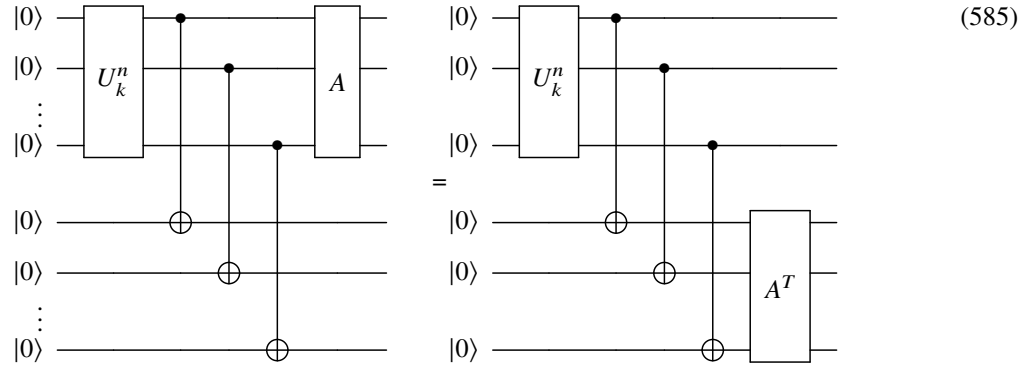 |0⟩ |0⟩ (585)
|0⟩ U_k^n A |0⟩ U_k^n
⋮ ⋮
|0⟩ |0⟩
=
|0⟩ |0⟩
|0⟩ |0⟩ A^T
⋮ ⋮
|0⟩ |0⟩